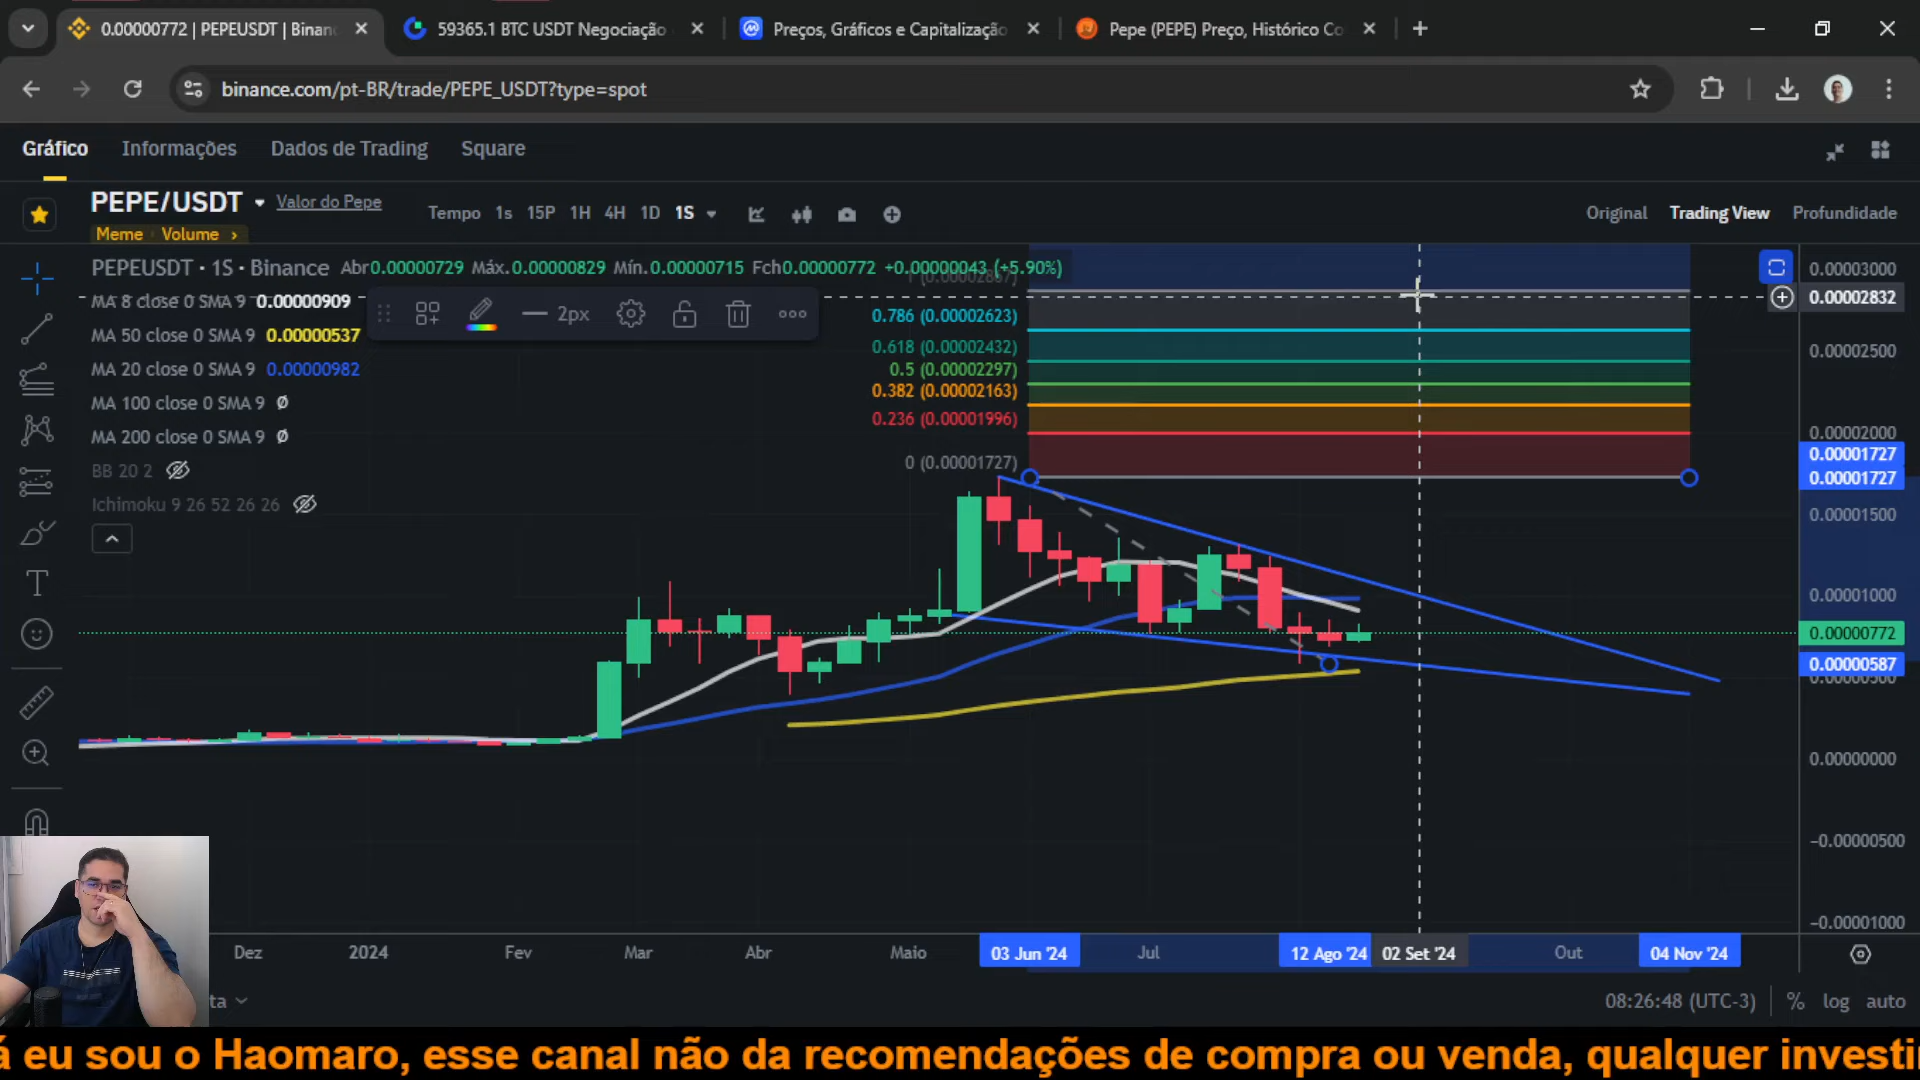 0.00000772 | PEPEUSDT | Binan
59365.1 BTC USDT Negociação
Preços, Gráficos e Capitalização
Pepe (PEPE) Preço, Histórico Co
binance.com/pt-BR/trade/PEPE_USDT?type=spot
Gráfico Informações Dados de Trading Square
PEPE/USDT Valor do Pepe
Meme Volume
Tempo 1s 15P 1H 4H 1D 1S
Original Trading View Profundidade
PEPEUSDT · 1S · Binance Abr0.00000729 Máx.0.00000829 Mín.0.00000715 Fch0.00000772 +0.00000043 (+5.90%)
MA 8 close 0 SMA 9 0.00000909
MA 50 close 0 SMA 9 0.00000537
MA 20 close 0 SMA 9 0.00000982
MA 100 close 0 SMA 9 Ø
MA 200 close 0 SMA 9 Ø
BB 20 2
Ichimoku 9 26 52 26 26
2px
0.786 (0.00002623)
0.618 (0.00002432)
0.5 (0.00002297)
0.382 (0.00002163)
0.236 (0.00001996)
0 (0.00001727)
0.00003000
0.00002832
0.00002500
0.00002000
0.00001727
0.00001727
0.00001500
0.00001000
0.00000772
0.00000587
0.00000000
−0.00000500
−0.00001000
Dez 2024 Fev Mar Abr Maio 03 Jun '24 Jul 12 Ago '24 02 Set '24 Out 04 Nov '24
ta
08:26:48 (UTC-3) % log auto
á eu sou o Haomaro, esse canal não da recomendações de compra ou venda, qualquer investi